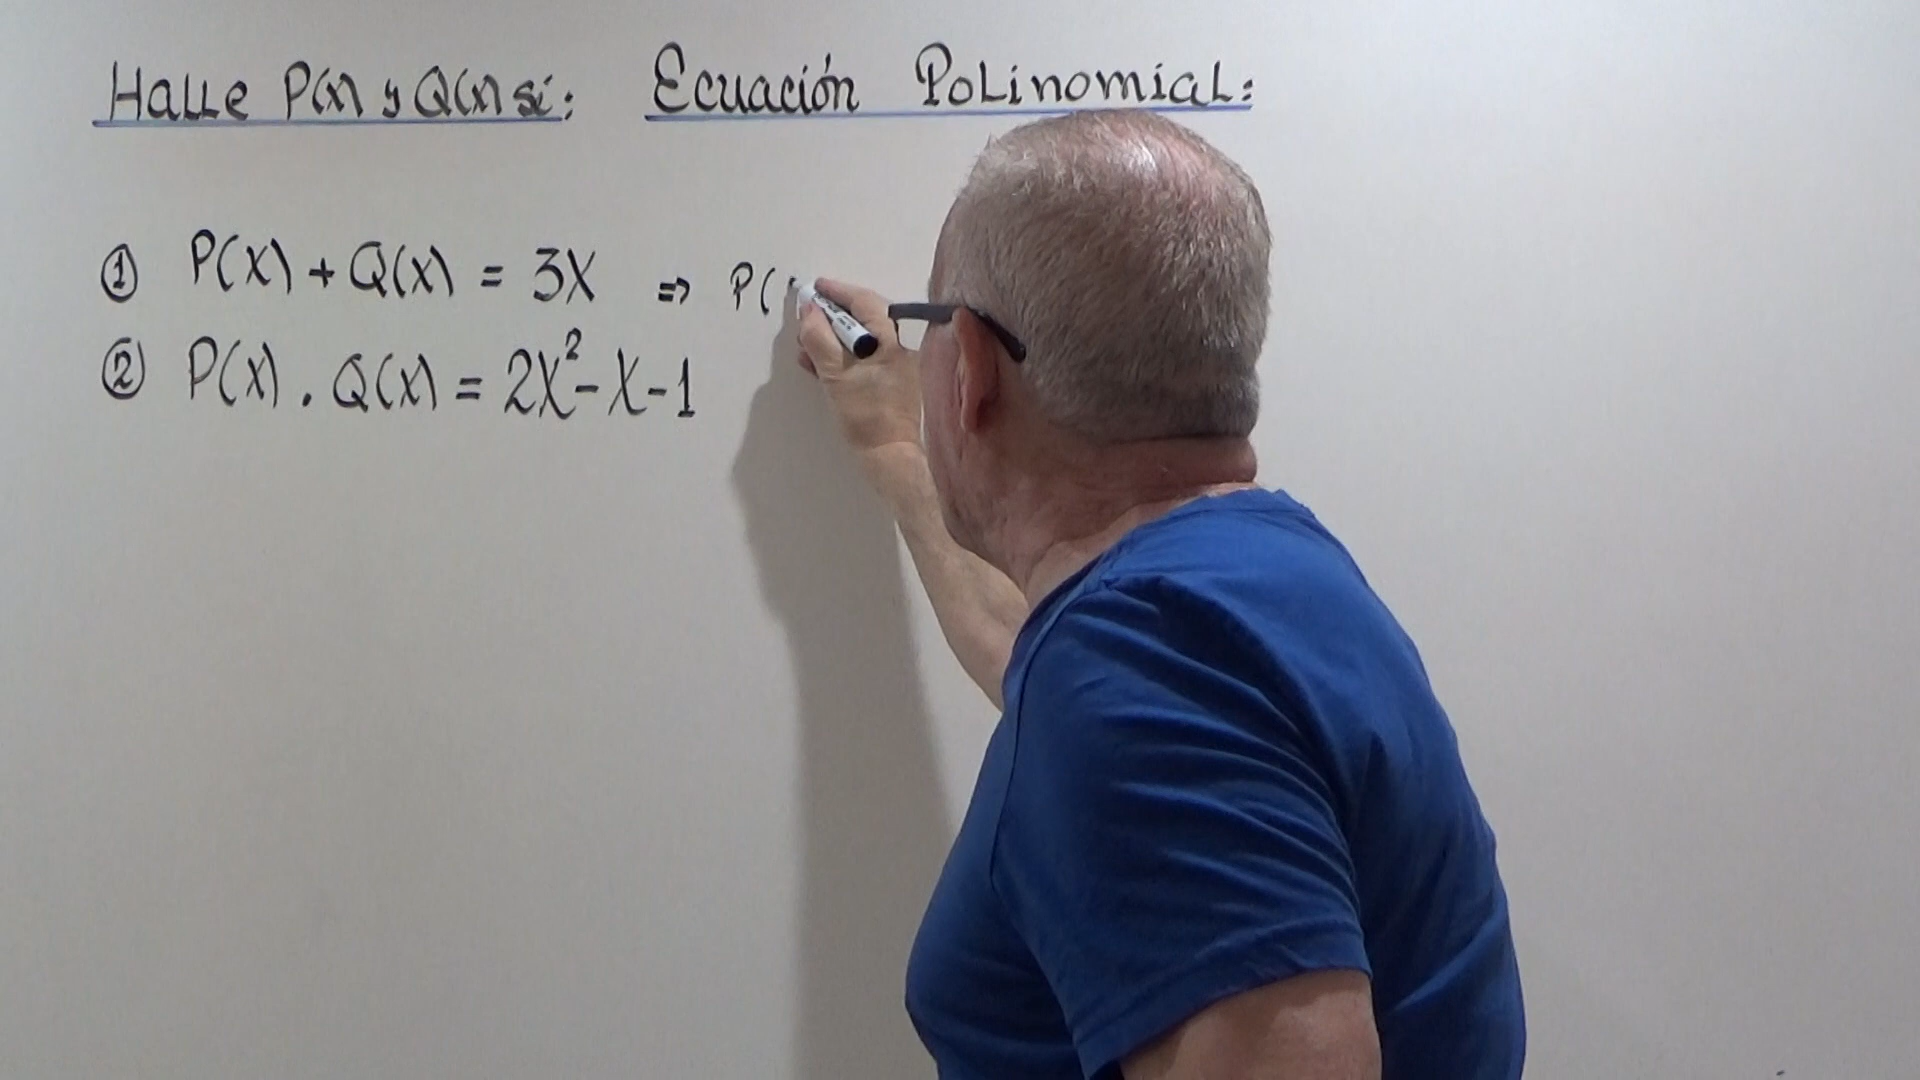 Halle P(x) y Q(x) si: Ecuación Polinomial:
① P(X) + Q(X) = 3X ⇒ P(
② P(X) . Q(X) = 2X² - X - 1